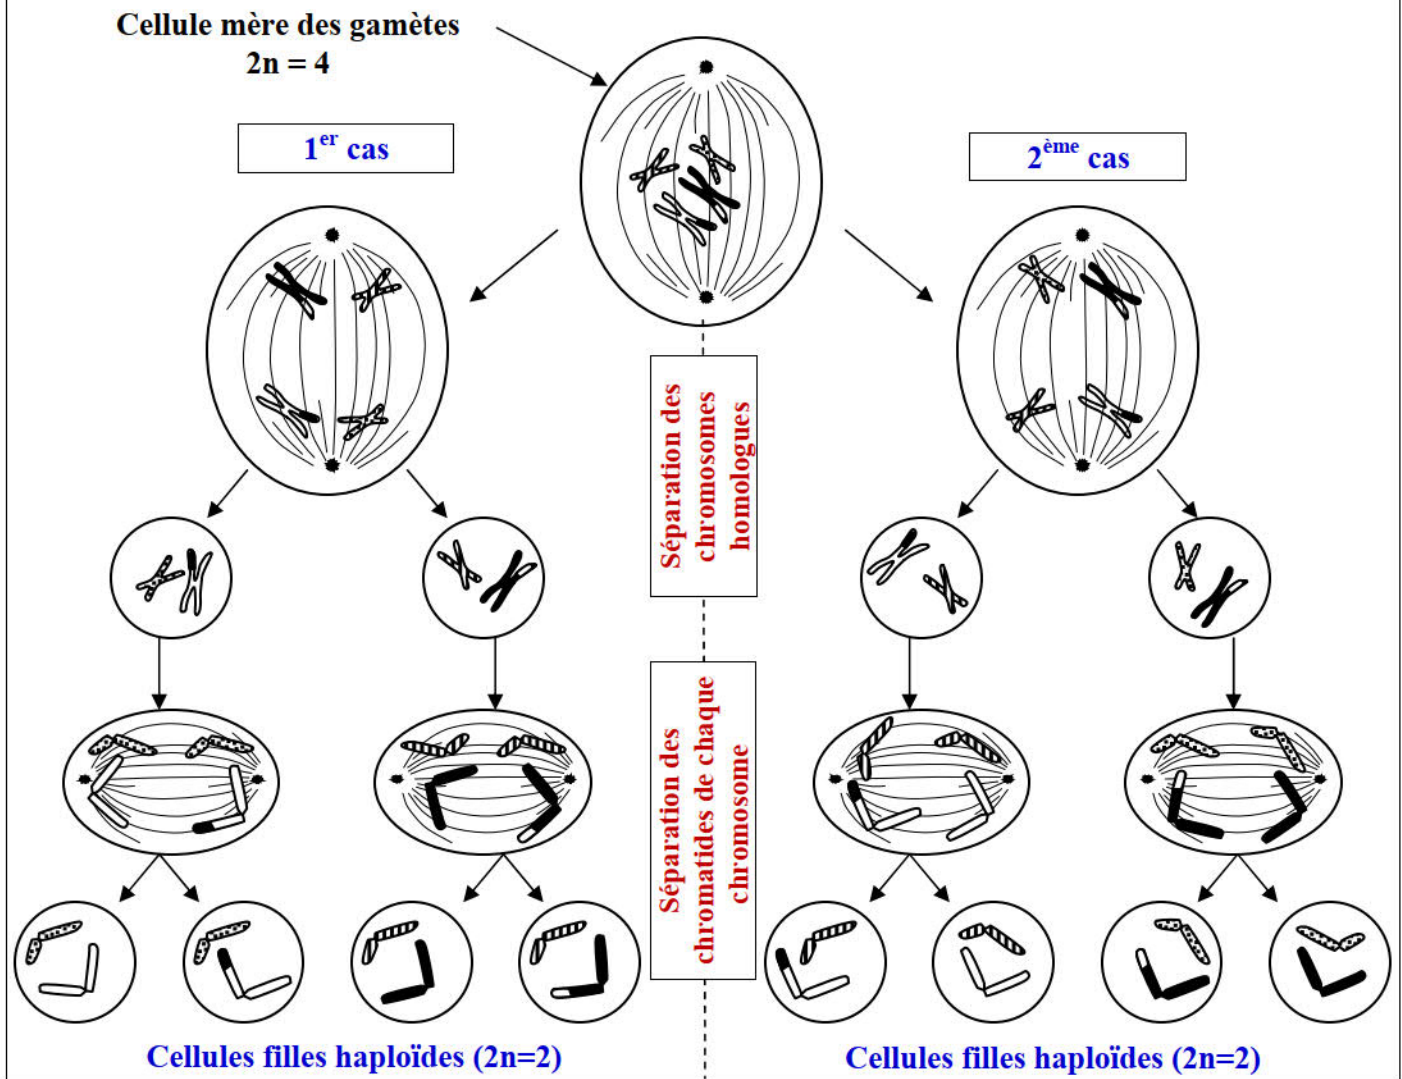 Cellule mère des gamètes
2n = 4
1er cas
2ème cas
Séparation des
chromosomes
homologues
Séparation des
chromatides de chaque
chromosome
Cellules filles haploïdes (2n=2)
Cellules filles haploïdes (2n=2)